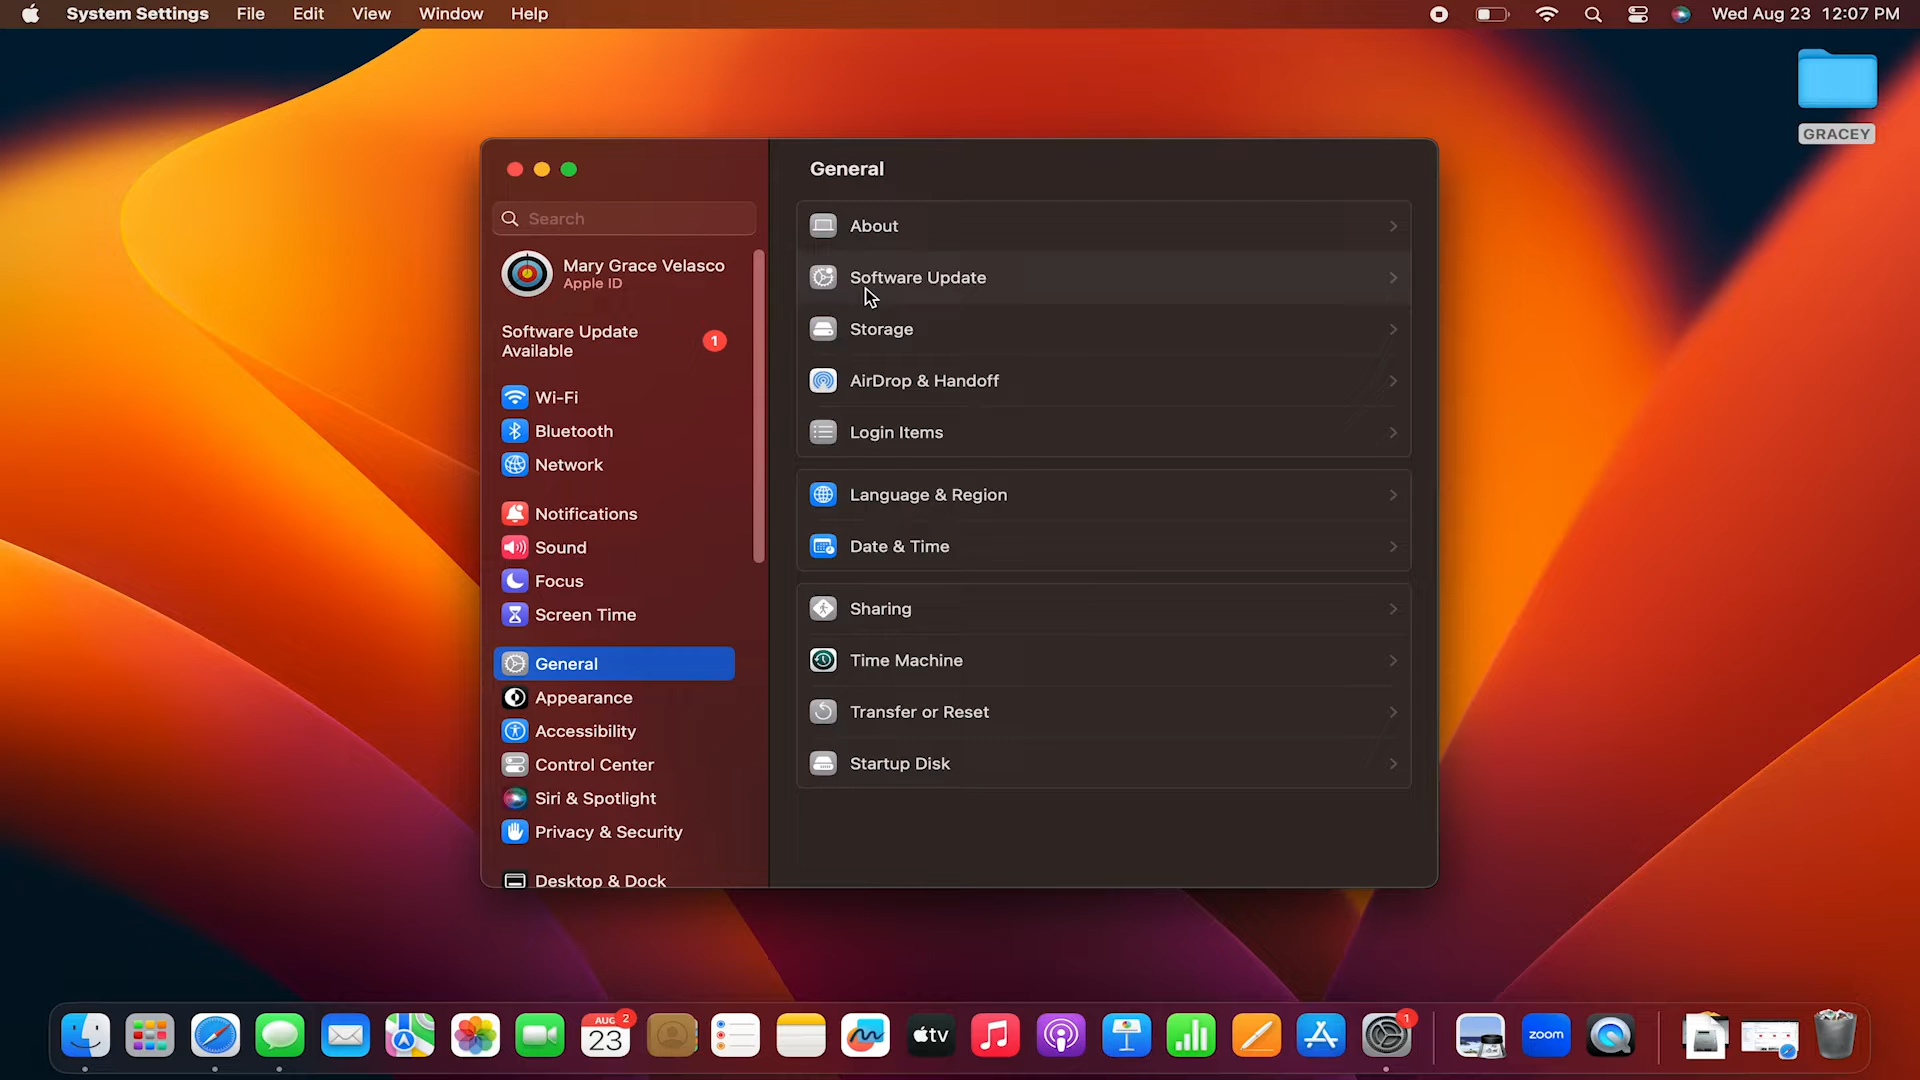 System Settings File Edit View Window Help Wed Aug 23 12:07 PM
GRACEY
General
Search
Mary Grace Velasco
Apple ID
Software Update
Available
1
Wi-Fi
Bluetooth
Network
Notifications
Sound
Focus
Screen Time
General
Appearance
Accessibility
Control Center
Siri & Spotlight
Privacy & Security
Desktop & Dock
About
Software Update
Storage
AirDrop & Handoff
Login Items
Language & Region
Date & Time
Sharing
Time Machine
Transfer or Reset
Startup Disk
AUG 2
23
tv
1
zoom